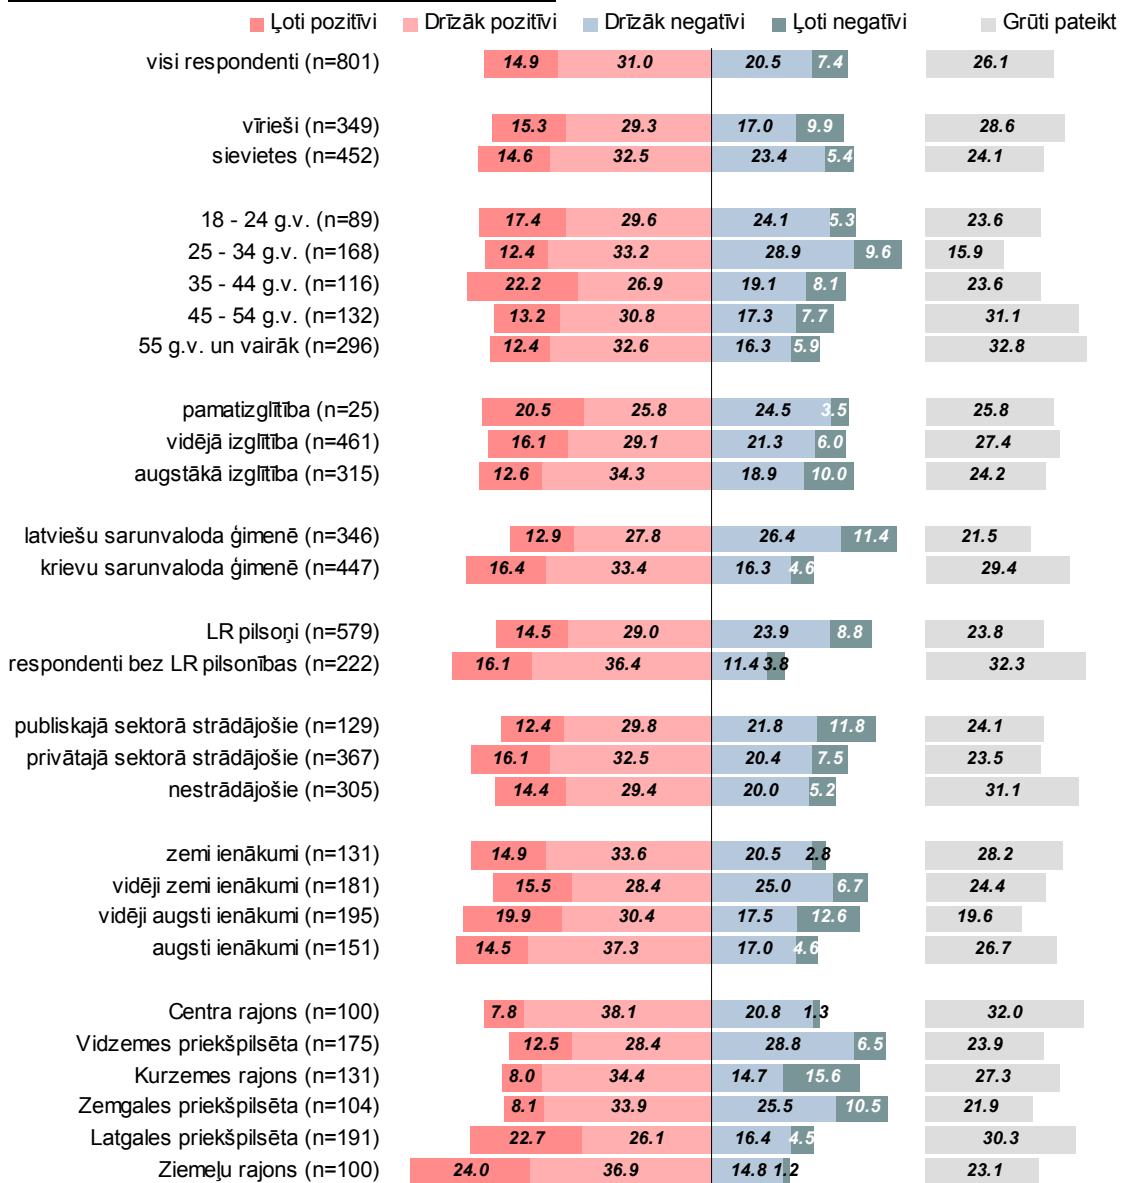 Ļoti pozitīvi Drīzāk pozitīvi Drīzāk negatīvi Ļoti negatīvi Grūti pateikt
visi respondenti (n=801) 14.9 31.0 20.5 7.4 26.1
vīrieši (n=349) 15.3 29.3 17.0 9.9 28.6
sievietes (n=452) 14.6 32.5 23.4 5.4 24.1
18 - 24 g.v. (n=89) 17.4 29.6 24.1 5.3 23.6
25 - 34 g.v. (n=168) 12.4 33.2 28.9 9.6 15.9
35 - 44 g.v. (n=116) 22.2 26.9 19.1 8.1 23.6
45 - 54 g.v. (n=132) 13.2 30.8 17.3 7.7 31.1
55 g.v. un vairāk (n=296) 12.4 32.6 16.3 5.9 32.8
pamatizglītība (n=25) 20.5 25.8 24.5 3.5 25.8
vidējā izglītība (n=461) 16.1 29.1 21.3 6.0 27.4
augstākā izglītība (n=315) 12.6 34.3 18.9 10.0 24.2
latviešu sarunvaloda ģimenē (n=346) 12.9 27.8 26.4 11.4 21.5
krievu sarunvaloda ģimenē (n=447) 16.4 33.4 16.3 4.6 29.4
LR pilsoņi (n=579) 14.5 29.0 23.9 8.8 23.8
respondenti bez LR pilsonības (n=222) 16.1 36.4 11.4 3.8 32.3
publiskajā sektorā strādājošie (n=129) 12.4 29.8 21.8 11.8 24.1
privātajā sektorā strādājošie (n=367) 16.1 32.5 20.4 7.5 23.5
nestrādājošie (n=305) 14.4 29.4 20.0 5.2 31.1
zemi ienākumi (n=131) 14.9 33.6 20.5 2.8 28.2
vidēji zemi ienākumi (n=181) 15.5 28.4 25.0 6.7 24.4
vidēji augsti ienākumi (n=195) 19.9 30.4 17.5 12.6 19.6
augsti ienākumi (n=151) 14.5 37.3 17.0 4.6 26.7
Centra rajons (n=100) 7.8 38.1 20.8 1.3 32.0
Vidzemes priekšpilsēta (n=175) 12.5 28.4 28.8 6.5 23.9
Kurzemes rajons (n=131) 8.0 34.4 14.7 15.6 27.3
Zemgales priekšpilsēta (n=104) 8.1 33.9 25.5 10.5 21.9
Latgales priekšpilsēta (n=191) 22.7 26.1 16.4 4.5 30.3
Ziemeļu rajons (n=100) 24.0 36.9 14.8 1.2 23.1